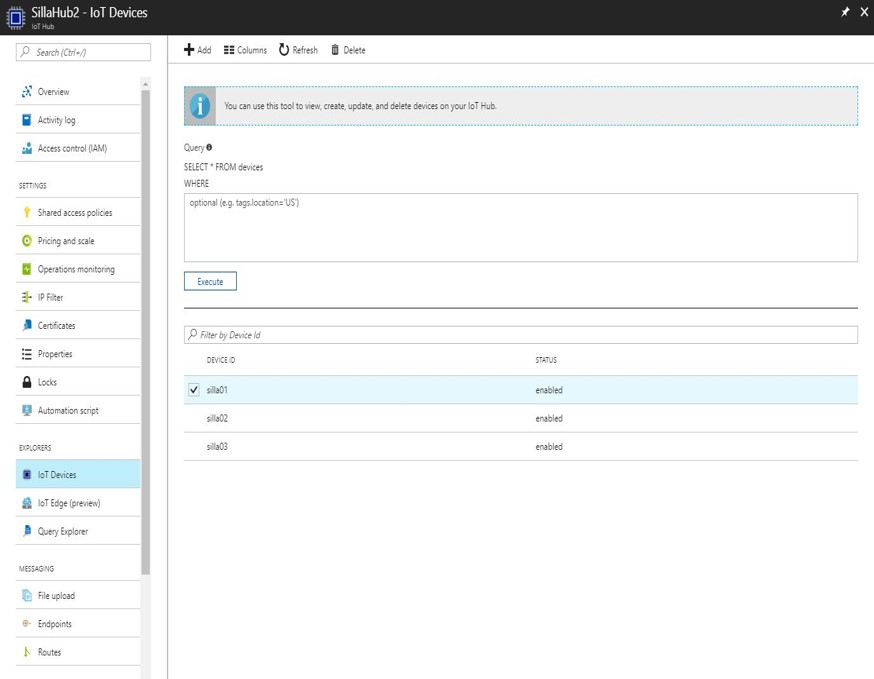 SillaHub2 - IoT Devices
IoT Hub
Search (Ctrl+/)
Overview
Activity log
Access control (IAM)
SETTINGS
Shared access policies
Pricing and scale
Operations monitoring
IP Filter
Certificates
Properties
Locks
Automation script
EXPLORERS
IoT Devices
IoT Edge (preview)
Query Explorer
MESSAGING
File upload
Endpoints
Routes
Add Columns Refresh Delete
You can use this tool to view, create, update, and delete devices on your IoT Hub.
Query
SELECT * FROM devices
WHERE
optional (e.g. tags.location='US')
Execute
Filter by Device Id
DEVICE ID STATUS
silla01 enabled
silla02 enabled
silla03 enabled